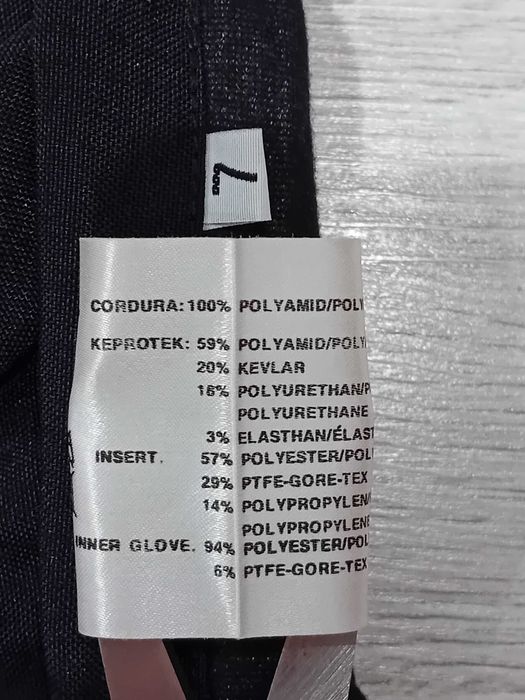 7
CORDURA: 100% POLYAMID/POLY
KEPROTEK: 59% POLYAMID/POLY
20% KEVLAR
18% POLYURETHAN/P
POLYURETHANE
3% ELASTHAN/ÉLAST
INSERT. 57% POLYESTER/POL
29% PTFE-GORE-TEX
14% POLYPROPYLEN/
POLYPROPYLENE
INNER GLOVE. 94% POLYESTER/POL
6% PTFE-GORE-TEX